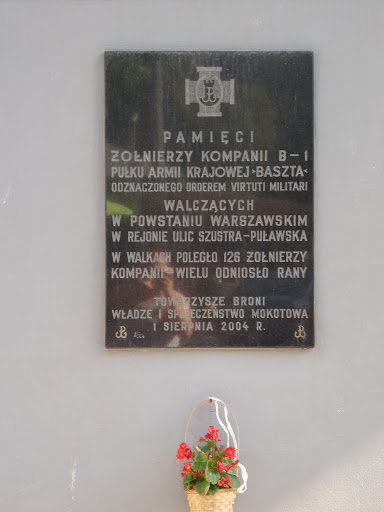 PAMIĘCI
ŻOŁNIERZY KOMPANII B-1
PUŁKU ARMII KRAJOWEJ "BASZTA"
ODZNACZONEGO ORDEREM VIRTUTI MILITARI
WALCZĄCYCH
W POWSTANIU WARSZAWSKIM
W REJONIE ULIC SZUSTRA-PUŁAWSKA
W WALKACH POLEGŁO 126 ŻOŁNIERZY
KOMPANII - WIELU ODNIOSŁO RANY
TOWARZYSZE BRONI
WŁADZE I SPOŁECZEŃSTWO MOKOTOWA
1 SIERPNIA 2004 R.